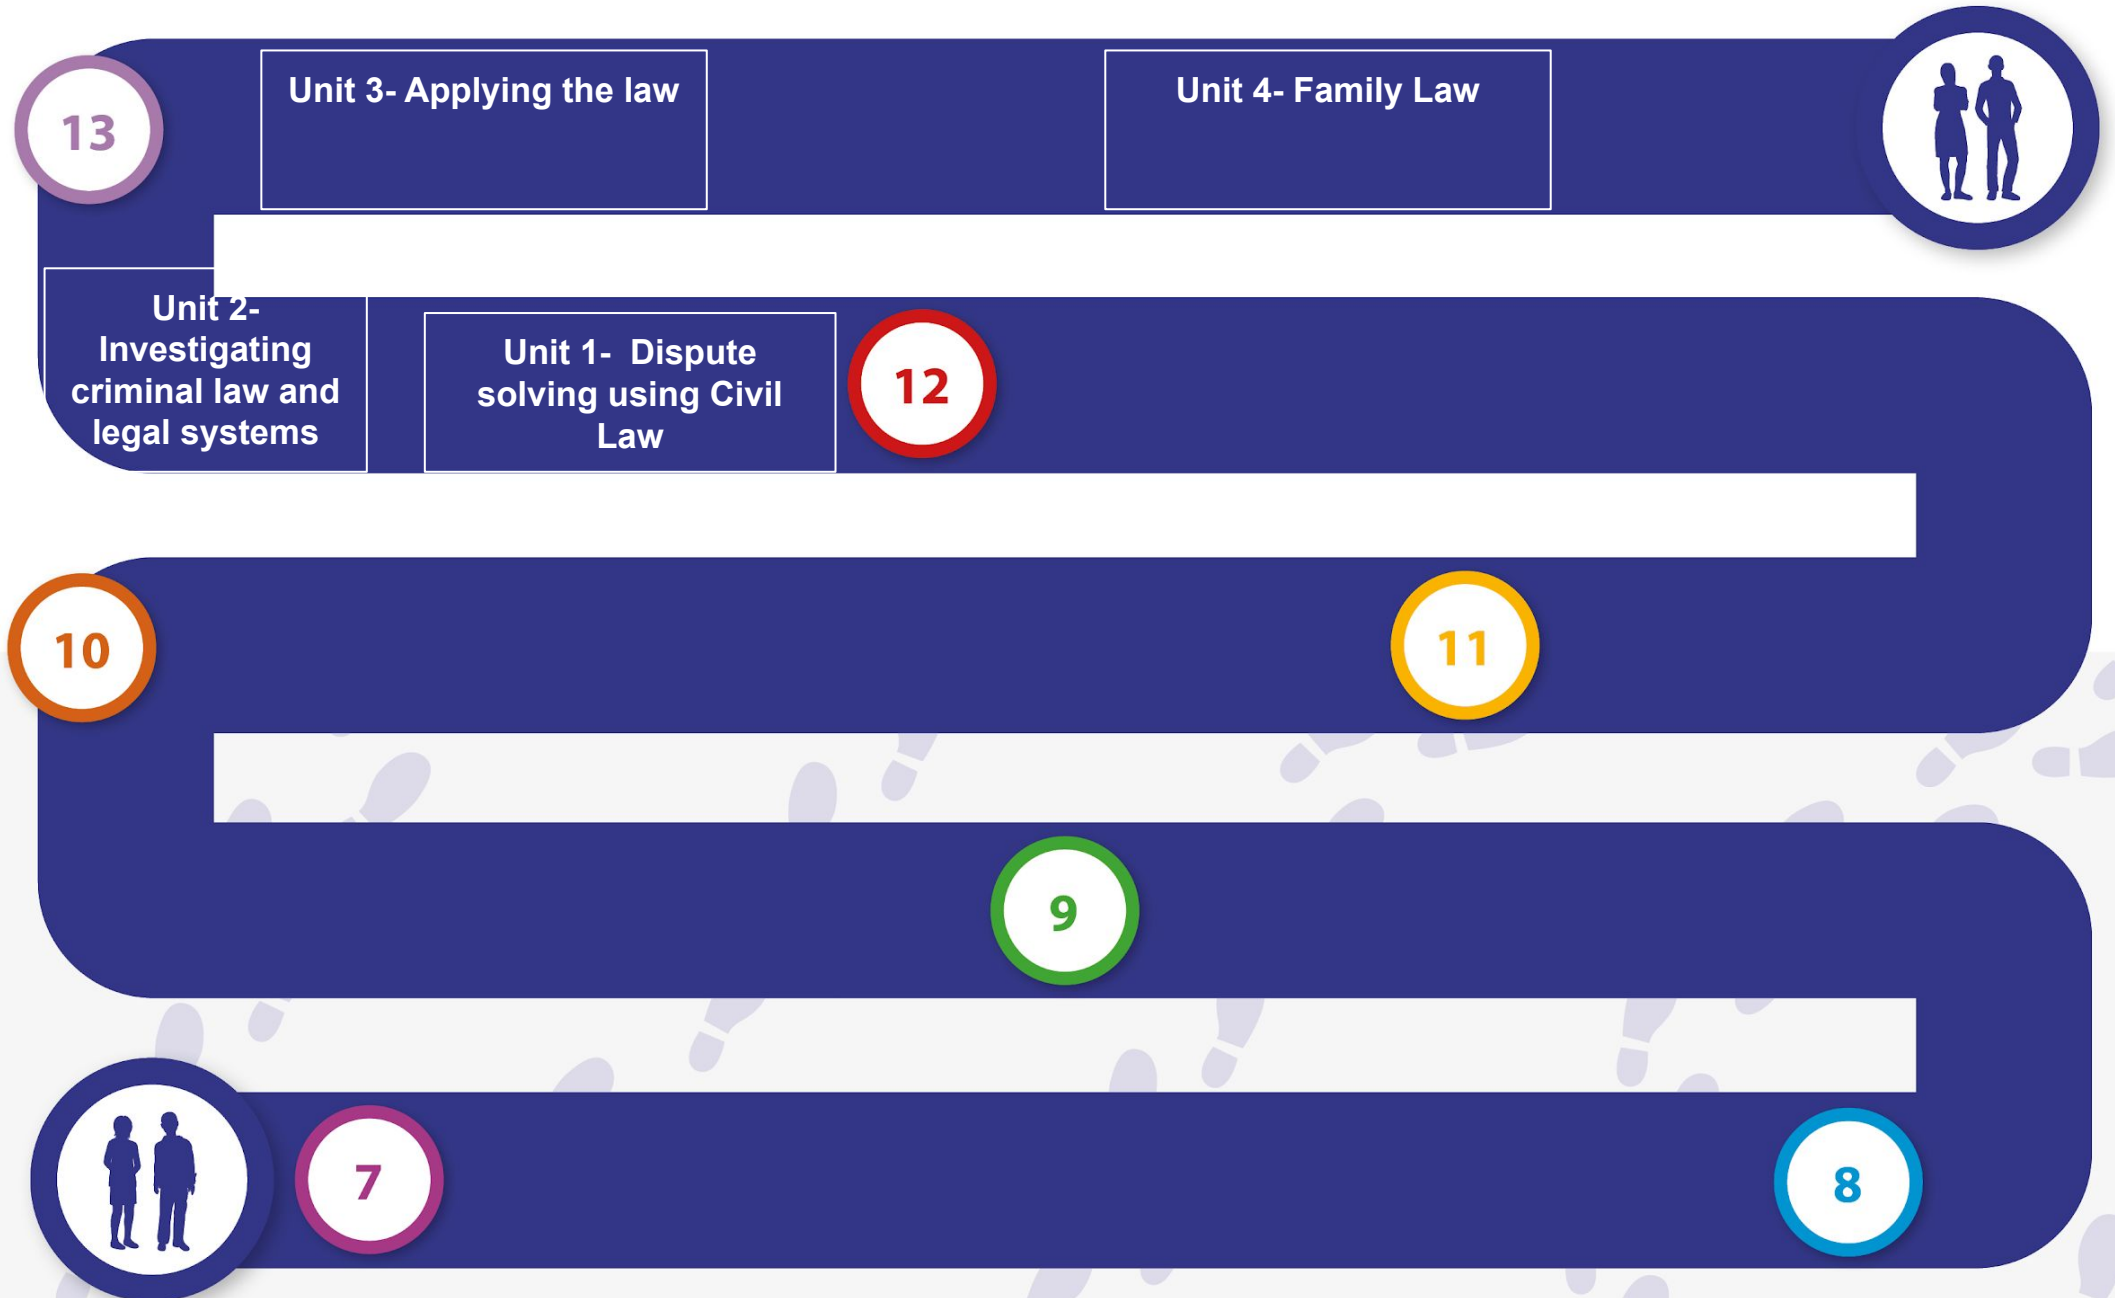 13
Unit 3- Applying the law
Unit 4- Family Law
Unit 2-
Investigating
criminal law and
legal systems
Unit 1-  Dispute
solving using Civil
Law
12
10
11
9
7
8